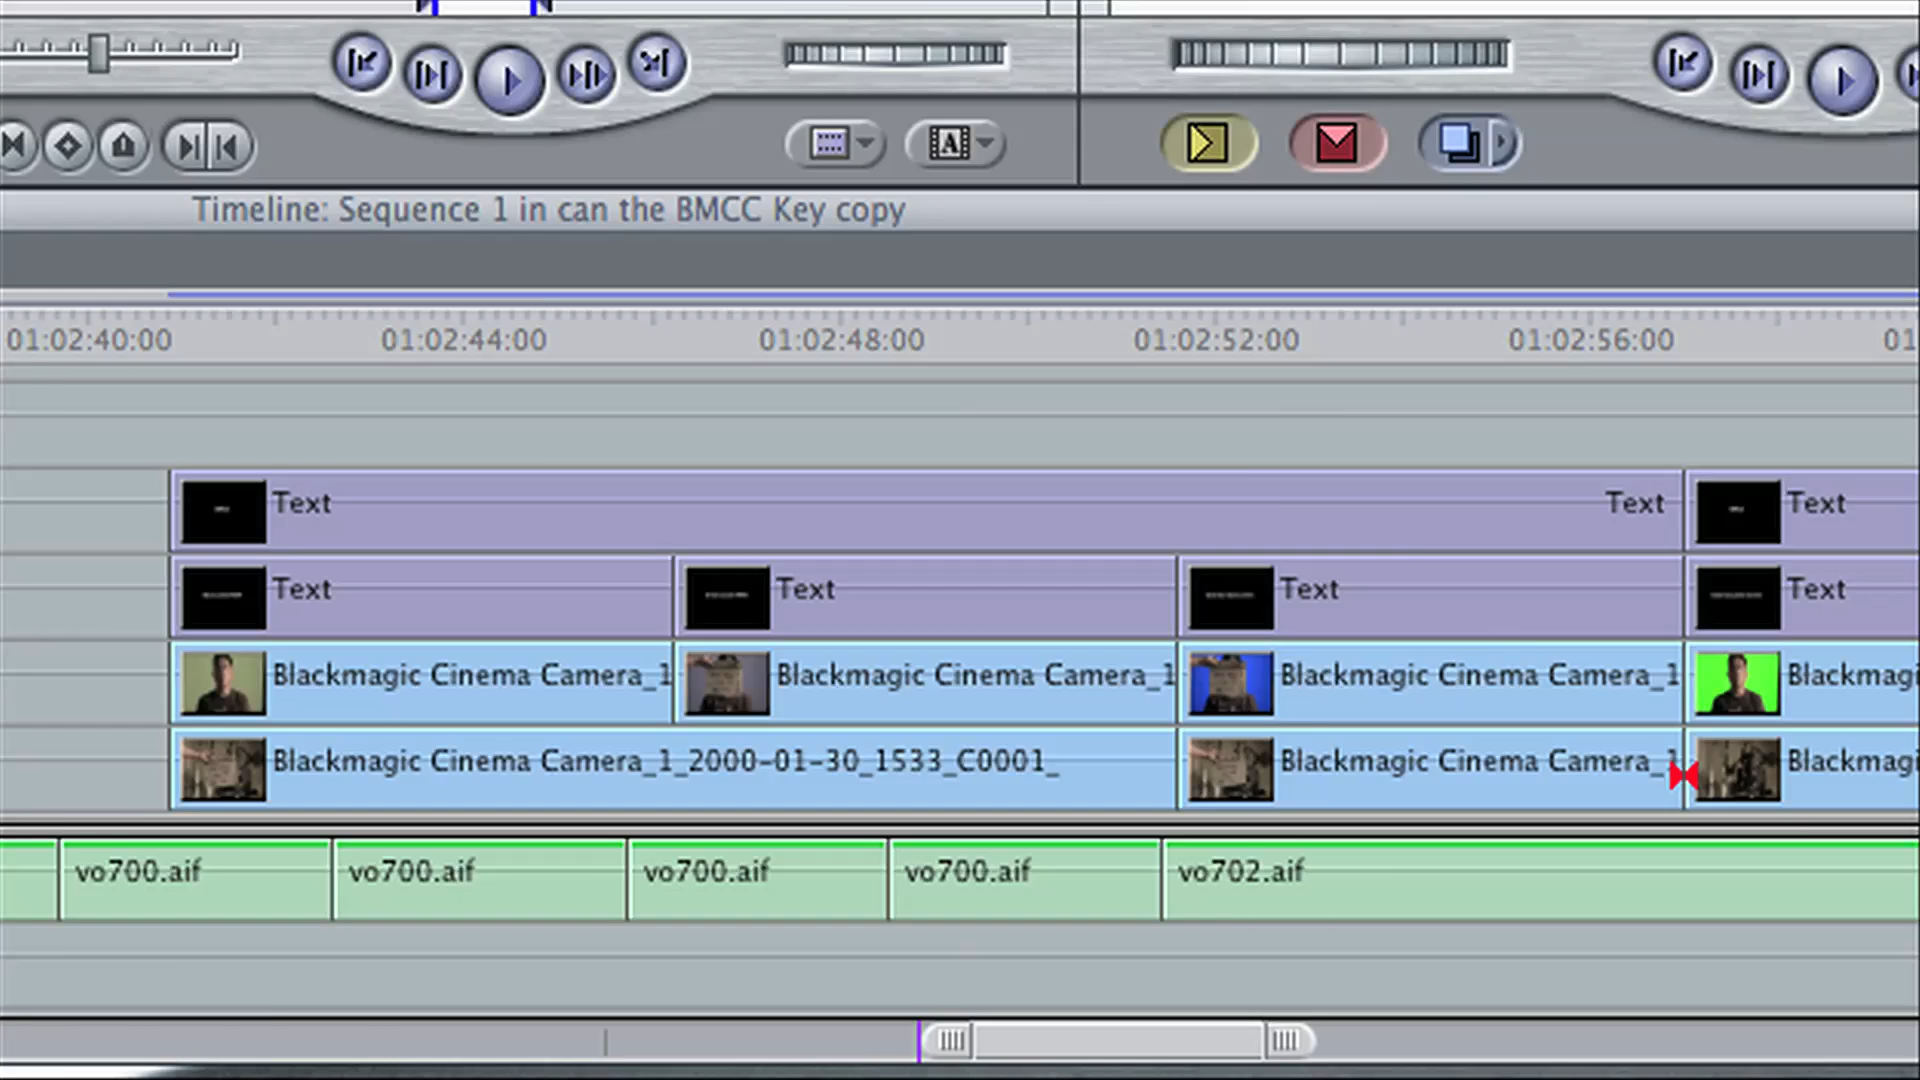 Timeline: Sequence 1 in can the BMCC Key copy
01:02:40:00 01:02:44:00 01:02:48:00 01:02:52:00 01:02:56:00 01
Text Text Text
Text Text Text Text
Blackmagic Cinema Camera_1 Blackmagic Cinema Camera_1 Blackmagic Cinema Camera_1 Blackmagi
Blackmagic Cinema Camera_1_2000-01-30_1533_C0001_ Blackmagic Cinema Camera_1 Blackmagi
vo700.aif vo700.aif vo700.aif vo700.aif vo702.aif